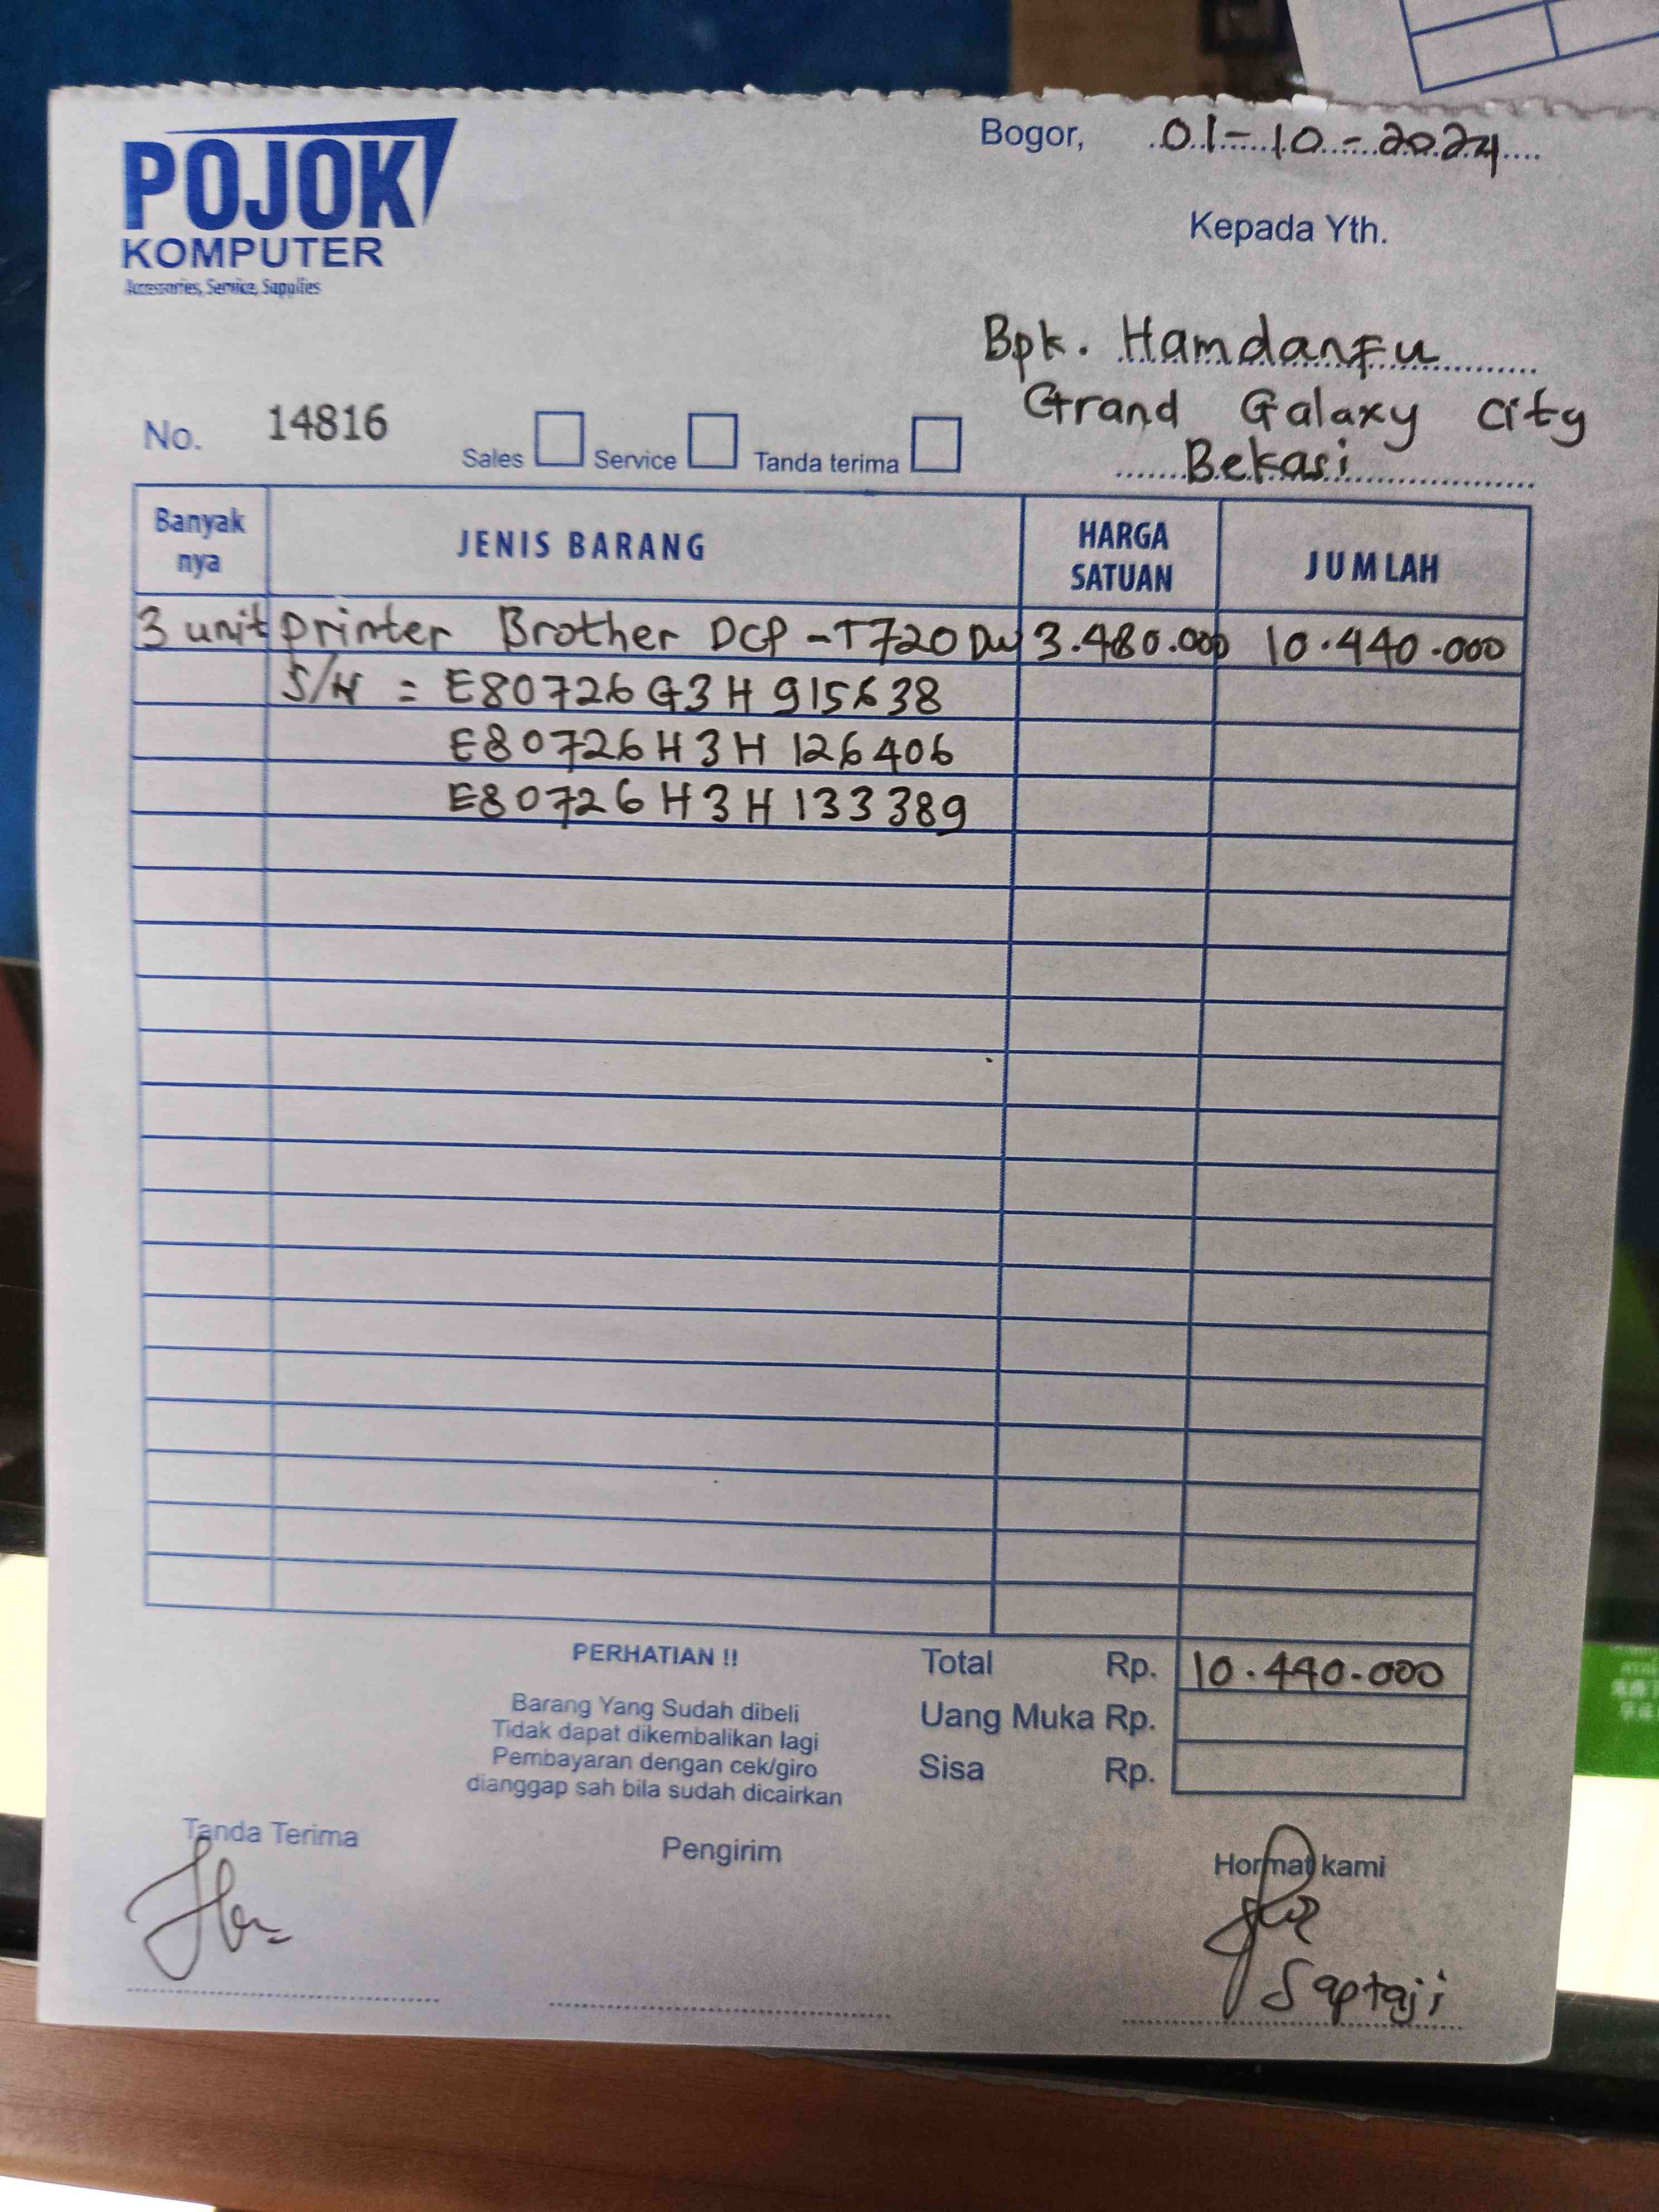 POJOK
KOMPUTER
Accessories, Service, Supplies
Bogor, 01-10-2024
Kepada Yth.
Bpk. Hamdanfu
Grand Galaxy City
Bekasi
No. 14816 Sales Service Tanda terima
Banyak nya JENIS BARANG HARGA SATUAN JUMLAH
3 unit printer Brother DCP-T720DW 3.480.000 10.440.000
S/N = E80726G3H915638
E80726H3H126406
E80726H3H133389
PERHATIAN !!
Barang Yang Sudah dibeli
Tidak dapat dikembalikan lagi
Pembayaran dengan cek/giro
dianggap sah bila sudah dicairkan
Total Rp. 10.440.000
Uang Muka Rp.
Sisa Rp.
Tanda Terima Pengirim Hormat kami
Saptaji